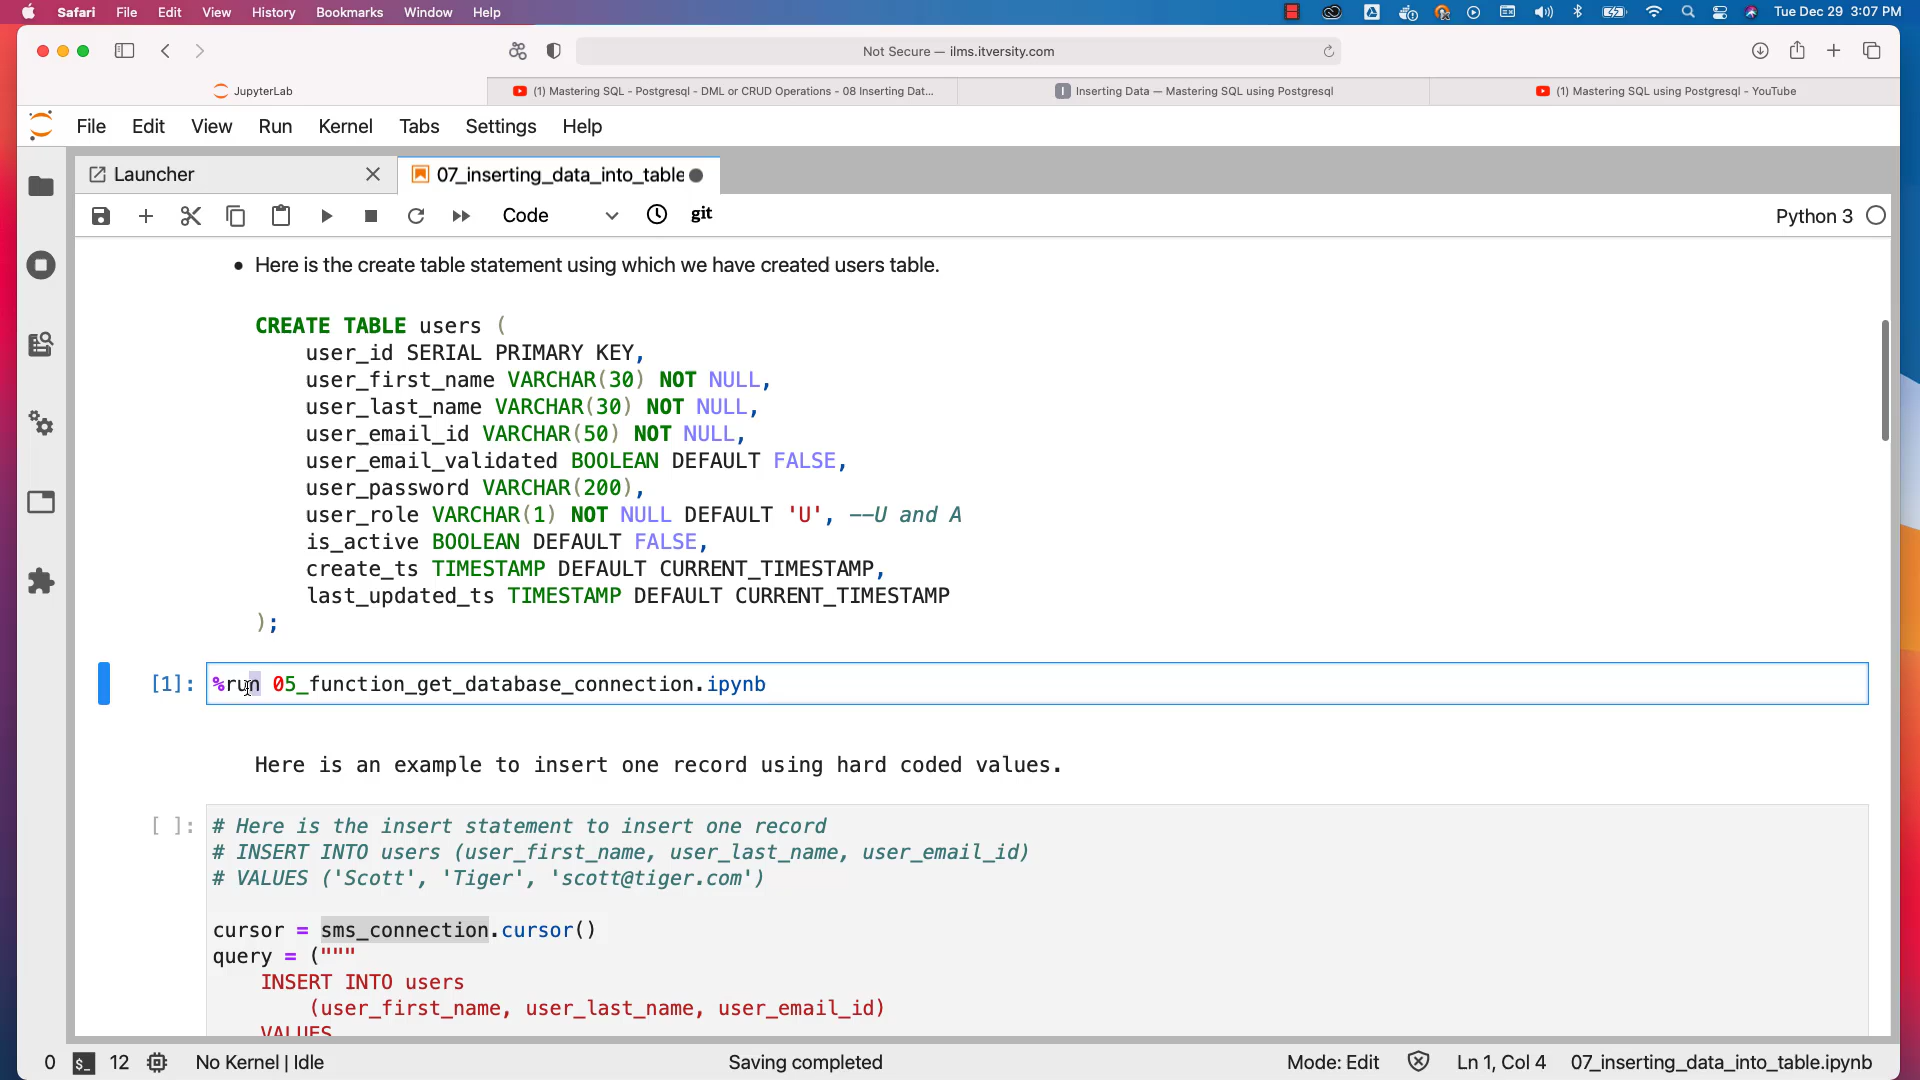 Safari File Edit View History Bookmarks Window Help Tue Dec 29 3:07 PM
Not Secure — ilms.itversity.com
JupyterLab (1) Mastering SQL - Postgresql - DML or CRUD Operations - 08 Inserting Dat... I Inserting Data — Mastering SQL using Postgresql (1) Mastering SQL using Postgresql - YouTube
File Edit View Run Kernel Tabs Settings Help
Launcher 07_inserting_data_into_table
Code git Python 3
• Here is the create table statement using which we have created users table.
CREATE TABLE users (
user_id SERIAL PRIMARY KEY,
user_first_name VARCHAR(30) NOT NULL,
user_last_name VARCHAR(30) NOT NULL,
user_email_id VARCHAR(50) NOT NULL,
user_email_validated BOOLEAN DEFAULT FALSE,
user_password VARCHAR(200),
user_role VARCHAR(1) NOT NULL DEFAULT 'U', --U and A
is_active BOOLEAN DEFAULT FALSE,
create_ts TIMESTAMP DEFAULT CURRENT_TIMESTAMP,
last_updated_ts TIMESTAMP DEFAULT CURRENT_TIMESTAMP
);
[1]: %run 05_function_get_database_connection.ipynb
Here is an example to insert one record using hard coded values.
[ ]: # Here is the insert statement to insert one record
# INSERT INTO users (user_first_name, user_last_name, user_email_id)
# VALUES ('Scott', 'Tiger', 'scott@tiger.com')
cursor = sms_connection.cursor()
query = ("""
INSERT INTO users
(user_first_name, user_last_name, user_email_id)
VALUES
0 $_ 12 No Kernel | Idle Saving completed Mode: Edit Ln 1, Col 4 07_inserting_data_into_table.ipynb